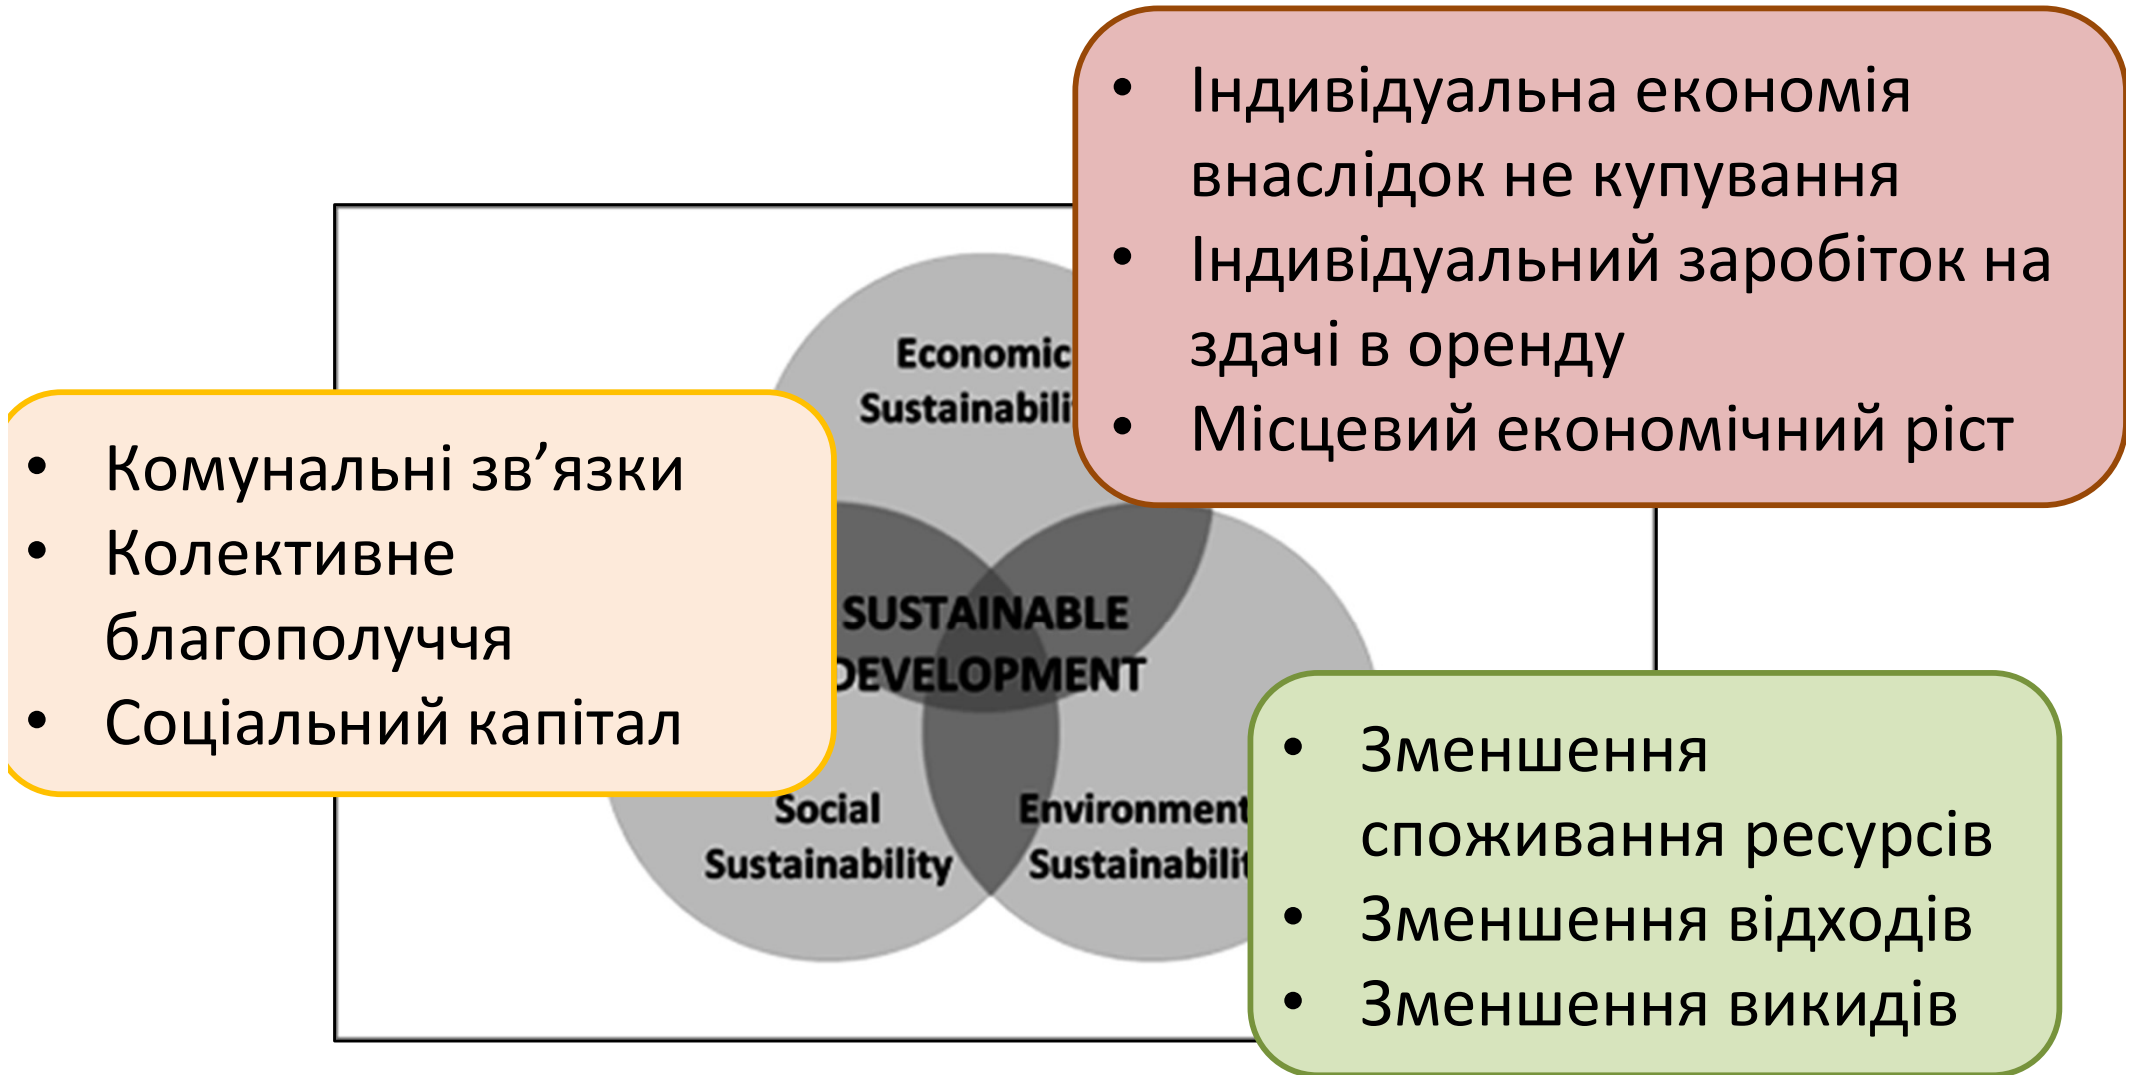 • Індивідуальна економія
внаслідок не купування
• Індивідуальний заробіток на
здачі в оренду
• Місцевий економічний ріст
Economic
Sustainabili
• Комунальні зв’язки
• Колективне
благополуччя
• Соціальний капітал
SUSTAINABLE
DEVELOPMENT
Social
Sustainability
Environment
Sustainabilit
• Зменшення
споживання ресурсів
• Зменшення відходів
• Зменшення викидів